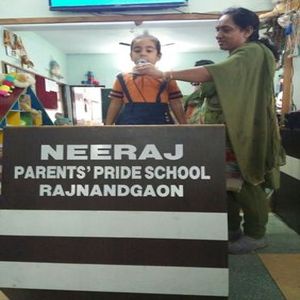 NEERAJ
PARENTS' PRIDE SCHOOL
RAJNANDGAON